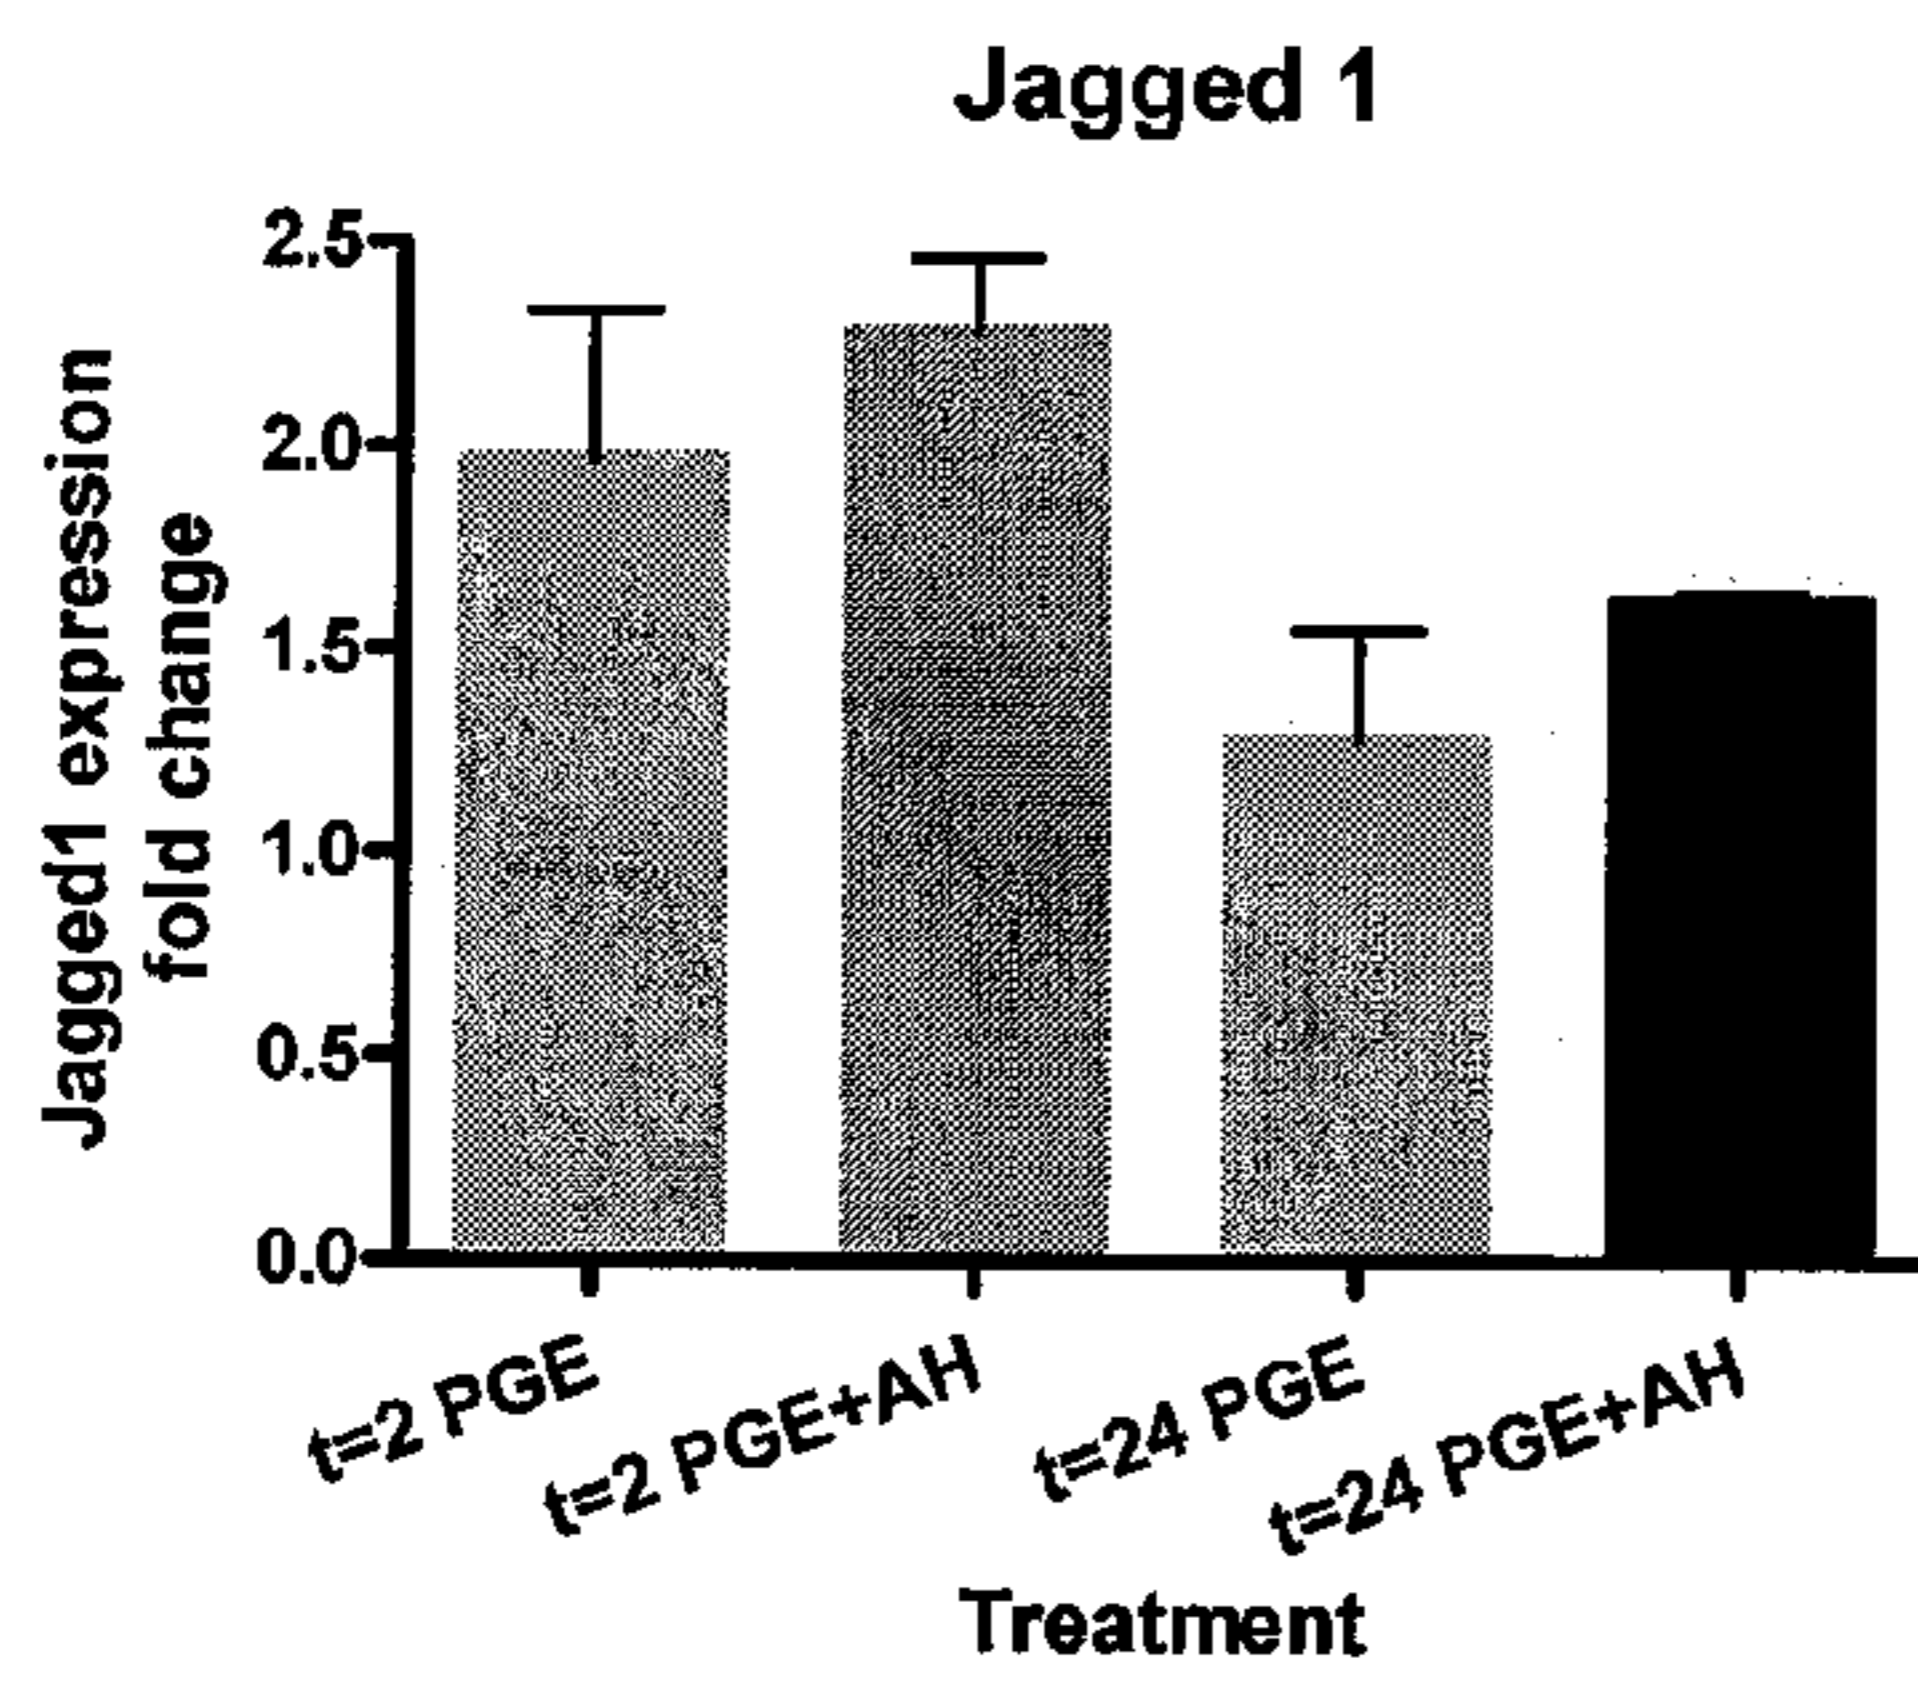 Jagged 1
Jagged1 expression
fold change
2.5
2.0
1.5
1.0
0.5
0.0
t=2 PGE
t=2 PGE+AH
t=24 PGE
t=24 PGE+AH
Treatment